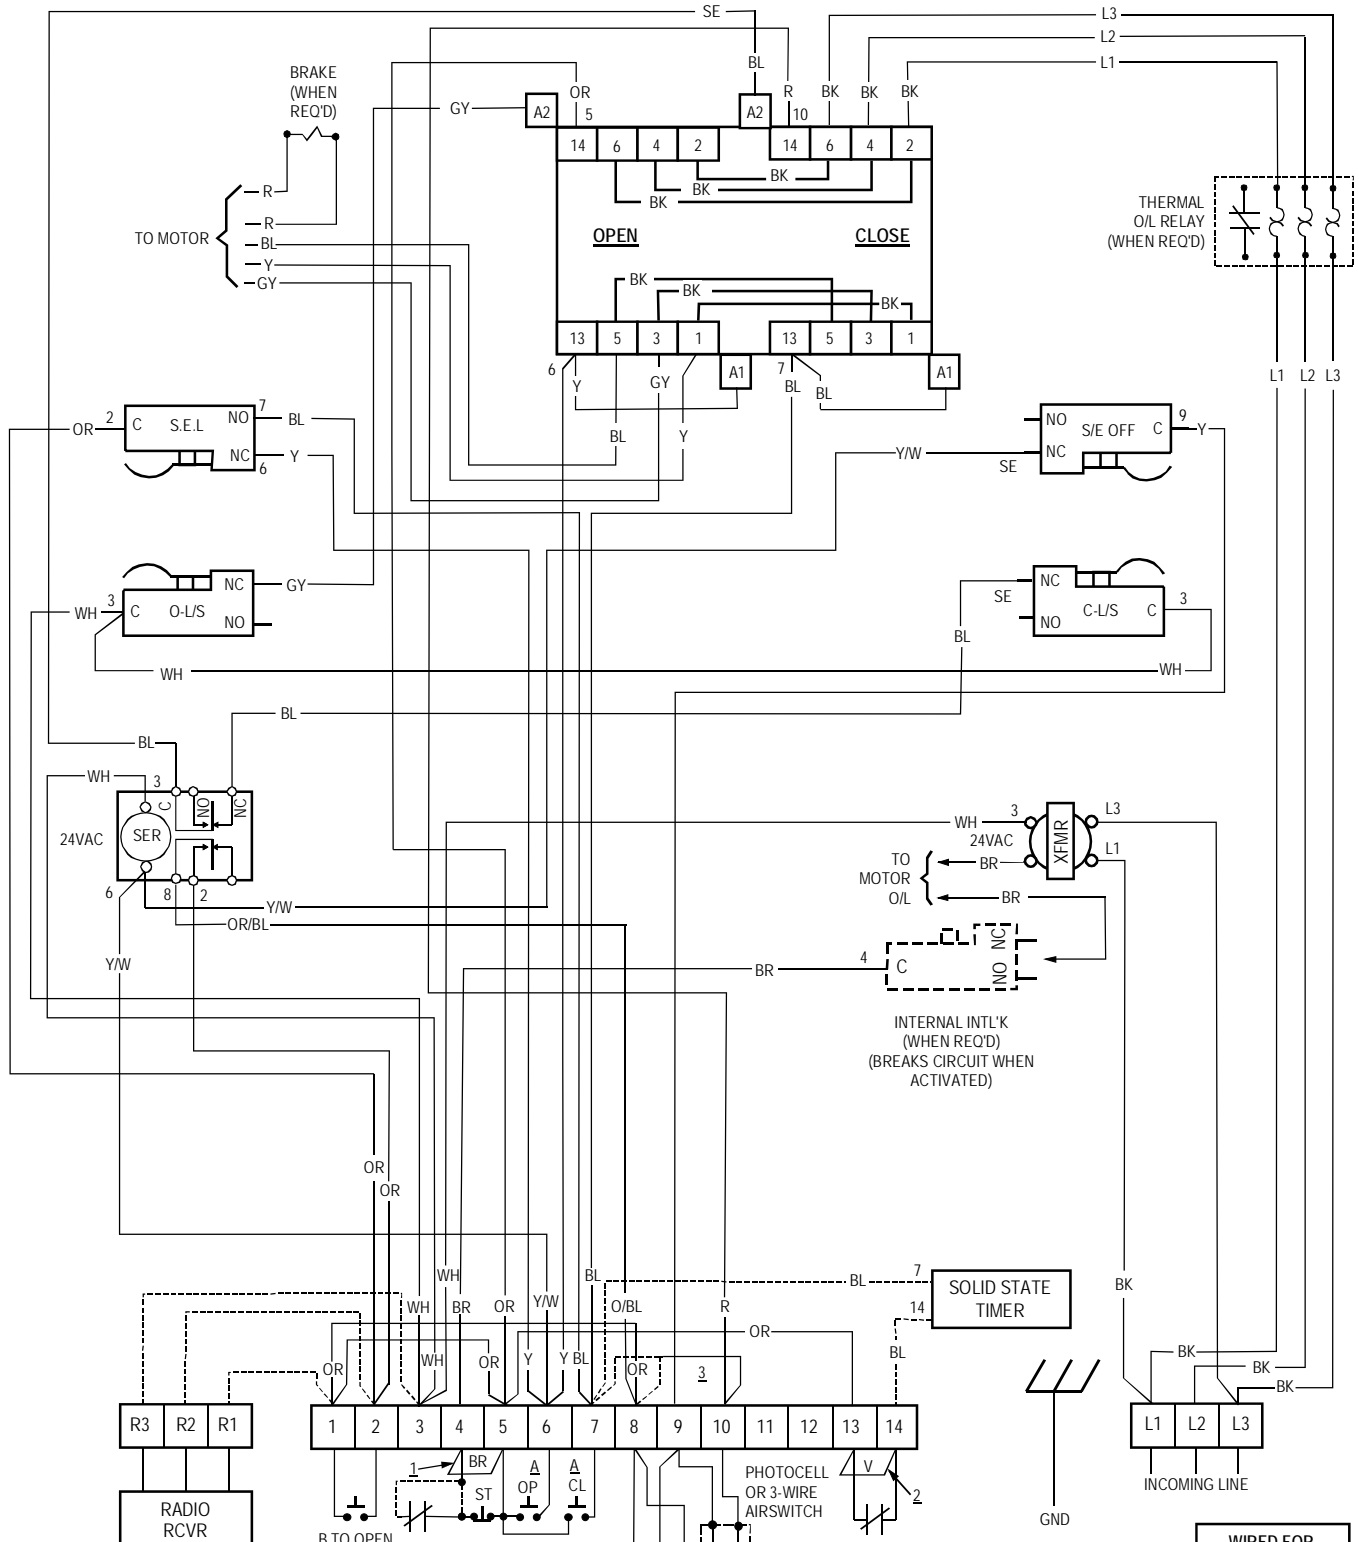 SE
L3
L2
L1
BL
BRAKE
(WHEN
REQ'D)
OR
R
BK
BK
BK
GY
A2
5
A2
10
14
6
4
2
14
6
4
2
BK
BK
BK
R
R
BL
Y
GY
TO MOTOR
OPEN
CLOSE
THERMAL
O/L RELAY
(WHEN REQ'D)
BK
BK
BK
13
5
3
1
13
5
3
1
6
Y
GY
A1
7
BL
BL
A1
L1
L2
L3
BL
Y
OR
2
C
S.E.L
NO
7
BL
NC
6
Y
NO
S/E OFF
C
9
Y
Y/W
NC
SE
WH
3
C
O-L/S
NC
GY
NO
NC
SE
C-L/S
C
3
NO
BL
WH
WH
BL
BL
WH
3
C
NO
NC
24VAC
SER
6
8
2
Y/W
OR/BL
Y/W
WH
3
24VAC
XFMR
L3
L1
TO
MOTOR
O/L
BR
BR
BR
4
C
NC
NO
INTERNAL INTL'K
(WHEN REQ'D)
(BREAKS CIRCUIT WHEN
ACTIVATED)
OR
OR
WH
WH
BR
OR
Y/W
BL
O/BL
R
BL
7
SOLID STATE
TIMER
14
BL
BK
OR
OR
WH
OR
Y
Y
BL
OR
3
BK
BK
BK
R3
R2
R1
1
2
3
4
5
6
7
8
9
10
11
12
13
14
L1
L2
L3
INCOMING LINE
1
BR
ST
A
OP
A
CL
PHOTOCELL
OR 3-WIRE
AIRSWITCH
V
2
GND
RADIO
RCVR
B TO OPEN
WIRED FOR